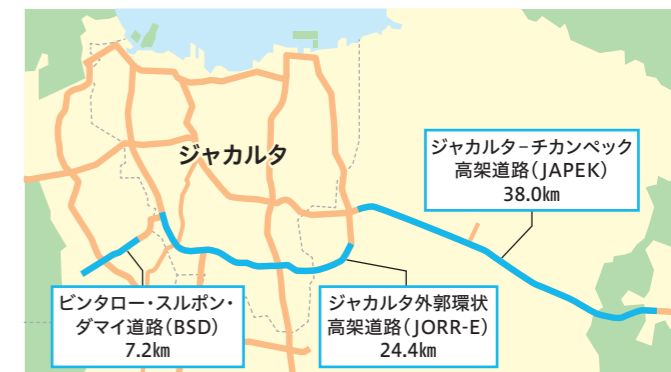 ジャカルタ
ジャカルタ−チカンペック
高架道路(JAPEK)
38.0㎞
ビンタロー・スルポン・
ダマイ道路(BSD)
7.2㎞
ジャカルタ外郭環状
高架道路(JORR-E)
24.4㎞